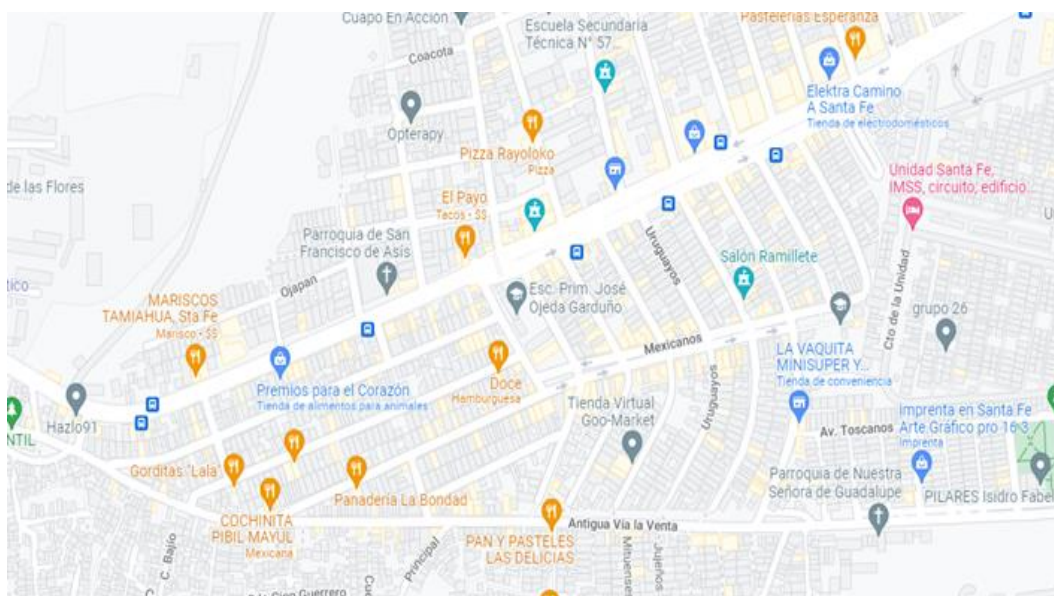 Cuapo En Acción
Escuela Secundaria
Técnica N° 57
Pastelerías Esperanza
Coacota
Elektra Camino
A Santa Fe
Tienda de electrodomésticos
Opterapy
Pizza Rayoloko
Pizza
de las Flores
Unidad Santa Fe,
IMSS, circuito, edificio...
El Payo
Tacos • $$
Parroquia de San
Francisco de Asís
Uruguayos
Salón Ramillete
Ojapan
Esc. Prim. José
Ojeda Garduño
tico
MARISCOS
TAMIAHUA, Sta Fe
Marisco • $$
Cto de la Unidad
grupo 26
Mexicanos
LA VAQUITA
MINISUPER Y...
Tienda de conveniencia
Premios para el Corazón
Tienda de alimentos para animales
Doce
Hamburguesa
Uruguayos
Tienda Virtual
Goo-Market
Hazlo91
NTIL
Imprenta en Santa Fe
Arte Gráfico pro 16 3
Imprenta
Av. Toscanos
Gorditas "Lala"
Panadería La Bondad
Parroquia de Nuestra
Señora de Guadalupe
PILARES Isidro Fabel
COCHINITA
PIBIL MAYUL
Mexicana
PAN Y PASTELES
LAS DELICIAS
Antigua Vía la Venta
C. Bajío
C.
Principal
Jujeños
Guerrero